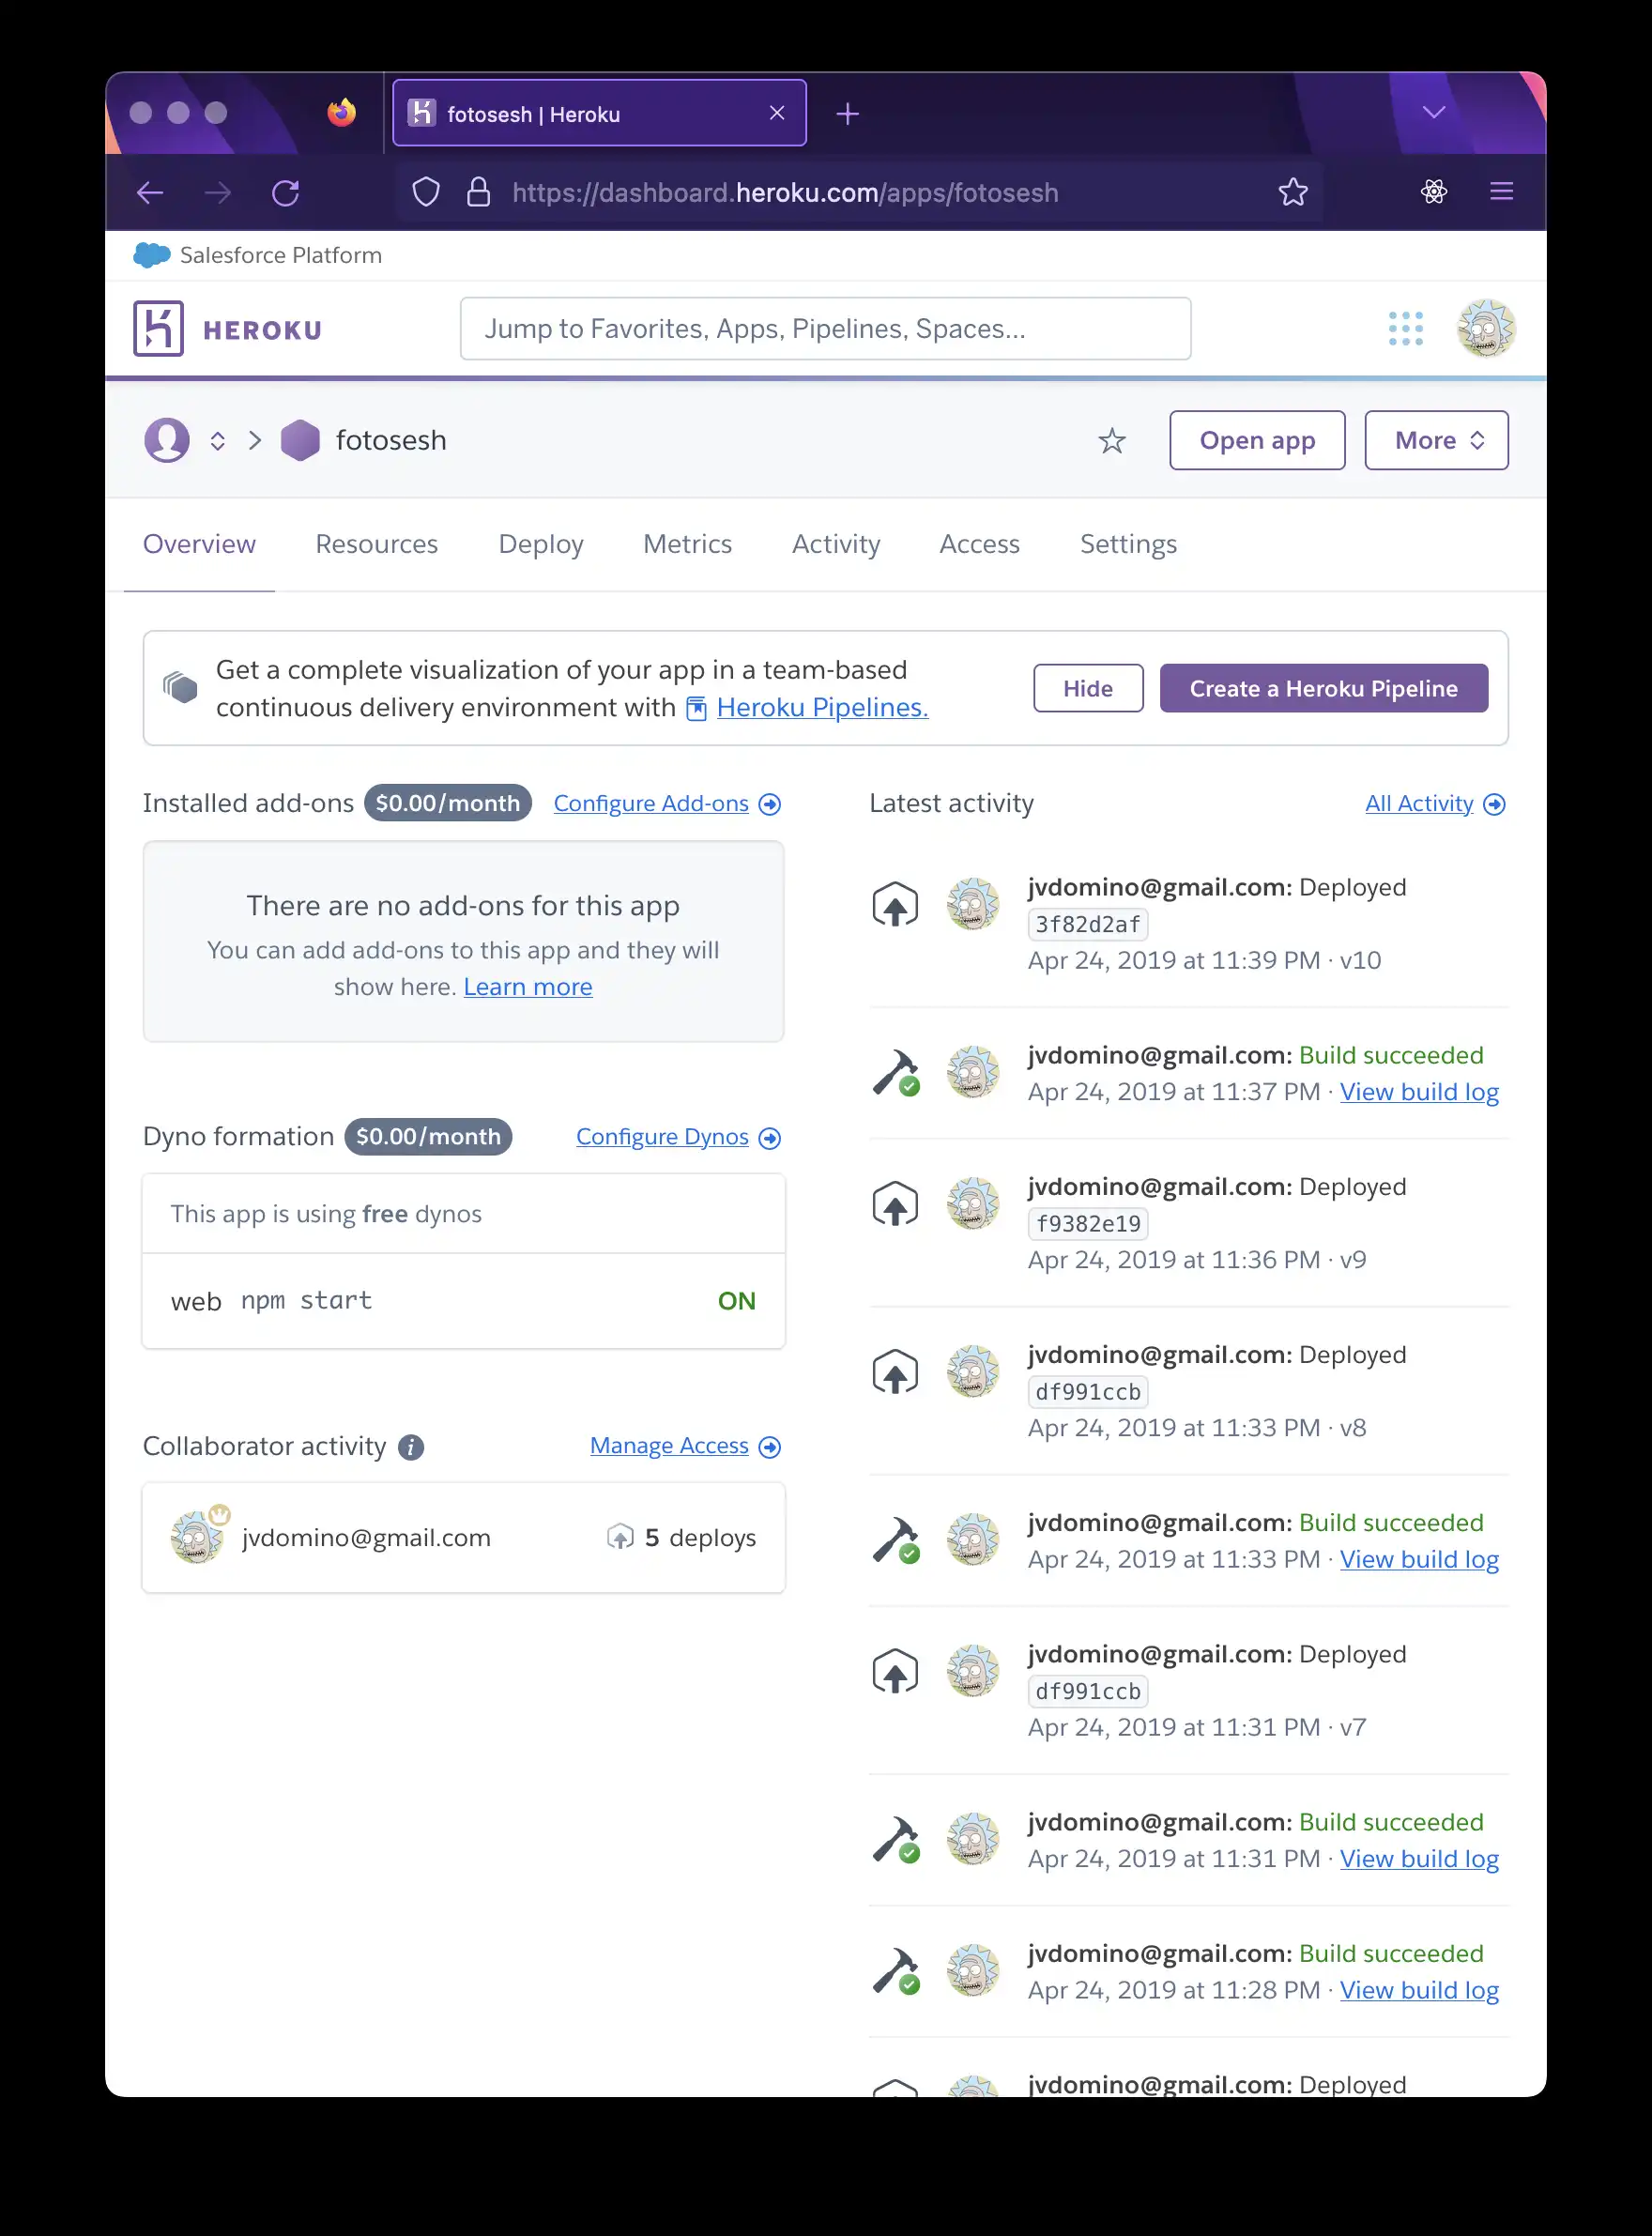 fotosesh | Heroku
https://dashboard.heroku.com/apps/fotosesh
Salesforce Platform
HEROKU
Jump to Favorites, Apps, Pipelines, Spaces...
fotosesh
Open app
More
Overview
Resources
Deploy
Metrics
Activity
Access
Settings
Get a complete visualization of your app in a team-based
continuous delivery environment with Heroku Pipelines.
Hide
Create a Heroku Pipeline
Installed add-ons $0.00/month Configure Add-ons
There are no add-ons for this app
You can add add-ons to this app and they will
show here. Learn more
Dyno formation $0.00/month Configure Dynos
This app is using free dynos
web npm start ON
Collaborator activity Manage Access
jvdomino@gmail.com 5 deploys
Latest activity All Activity
jvdomino@gmail.com: Deployed
3f82d2af
Apr 24, 2019 at 11:39 PM · v10
jvdomino@gmail.com: Build succeeded
Apr 24, 2019 at 11:37 PM · View build log
jvdomino@gmail.com: Deployed
f9382e19
Apr 24, 2019 at 11:36 PM · v9
jvdomino@gmail.com: Deployed
df991ccb
Apr 24, 2019 at 11:33 PM · v8
jvdomino@gmail.com: Build succeeded
Apr 24, 2019 at 11:33 PM · View build log
jvdomino@gmail.com: Deployed
df991ccb
Apr 24, 2019 at 11:31 PM · v7
jvdomino@gmail.com: Build succeeded
Apr 24, 2019 at 11:31 PM · View build log
jvdomino@gmail.com: Build succeeded
Apr 24, 2019 at 11:28 PM · View build log
jvdomino@gmail.com: Deployed